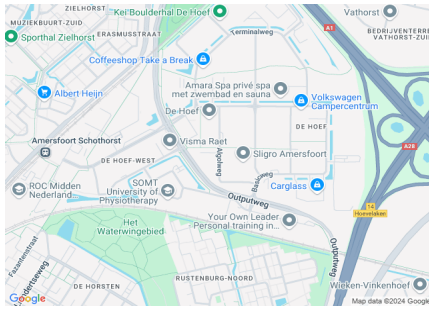 ZIELHORST
Kei Boulderhal De Hoef
Vathorst
MUZIEKBUURT-ZUID
ERASMUSSTRAAT
Terminalweg
A1
BEDRIJVENTERREIN
VATHORST-ZUID
Sporthal Zielhorst
Coffeeshop Take a Break
Amara Spa privé spa
met zwembad en sauna
Albert Heijn
Volkswagen
Campercentrum
De Hoef
DE HOEF
Amersfoort Schothorst
Visma Raet
A28
DE HOEF-WEST
Algolweg
Sligro Amersfoort
Basicweg
Carglass
ROC Midden
Nederland...
SOMT
University of
Physiotherapy
Outputweg
14
Hoevelaken
Your Own Leader
Personal training in...
Het
Waterwingebied
Outputweg
Fazantenstraat
RUSTENBURG-NOORD
DE HORSTEN
Wieken-Vinkenhoef
Google
Map data ©2024 Google